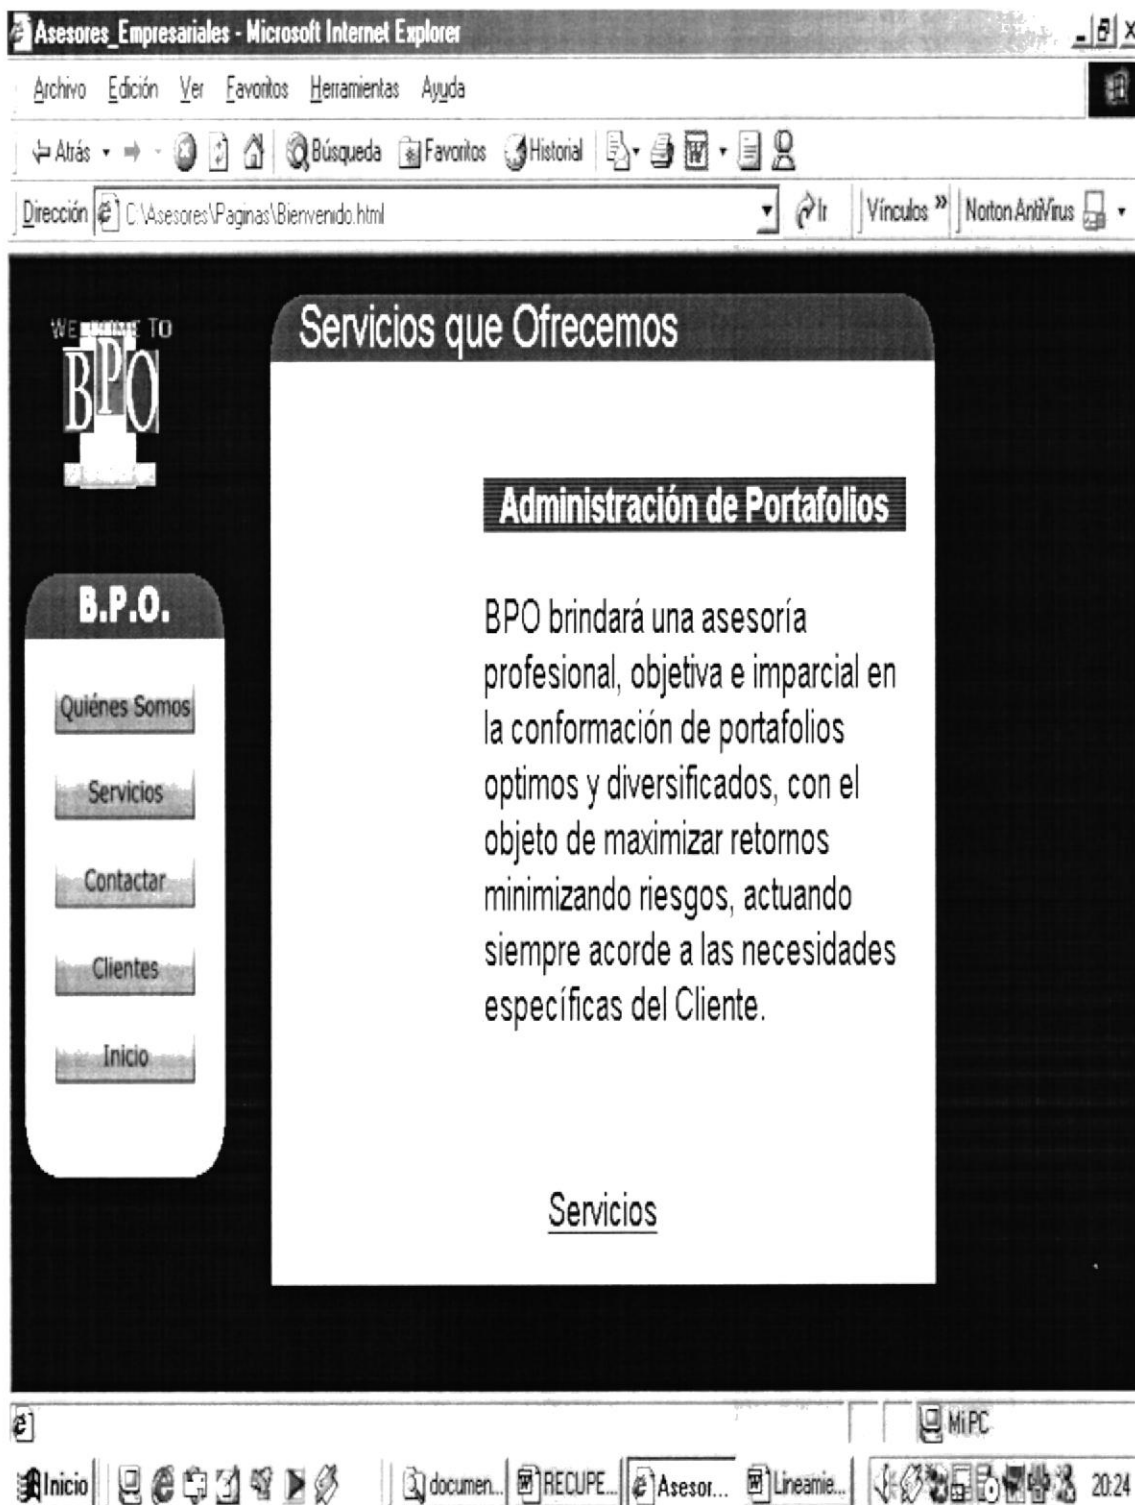 Asesores_Empresariales - Microsoft Internet Explorer
Archivo Edición Ver Favoritos Herramientas Ayuda
Atrás Búsqueda Favoritos Historial
Dirección C:\Asesores\Paginas\Bienvenido.html Ir Vínculos » Norton AntiVirus
TO
BPO
Servicios que Ofrecemos
Administración de Portafolios
BPO brindará una asesoría
profesional, objetiva e imparcial en
la conformación de portafolios
optimos y diversificados, con el
objeto de maximizar retornos
minimizando riesgos, actuando
siempre acorde a las necesidades
específicas del Cliente.
Servicios
B.P.O.
Quiénes Somos
Servicios
Contactar
Clientes
Inicio
Mi PC
Inicio documen... RECUPE... Asesor... Lineamie... 20:24